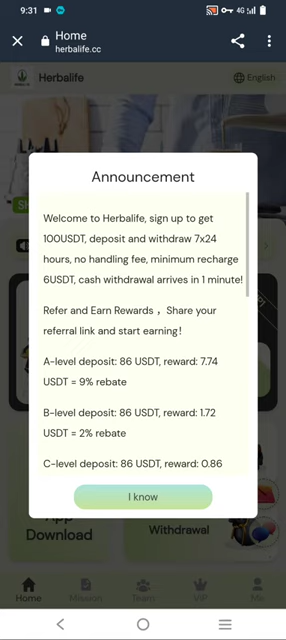 9:31
4G
Home
herbalife.cc
Herbalife
English
Announcement
Welcome to Herbalife, sign up to get
100USDT, deposit and withdraw 7x24
hours, no handling fee, minimum recharge
6USDT, cash withdrawal arrives in 1 minute!
Refer and Earn Rewards ，Share your
referral link and start earning！
A-level deposit: 86 USDT, reward: 7.74
USDT = 9% rebate
B-level deposit: 86 USDT, reward: 1.72
USDT = 2% rebate
C-level deposit: 86 USDT, reward: 0.86
I know
App
Download
Withdrawal
Home
Mission
Team
VIP
Me